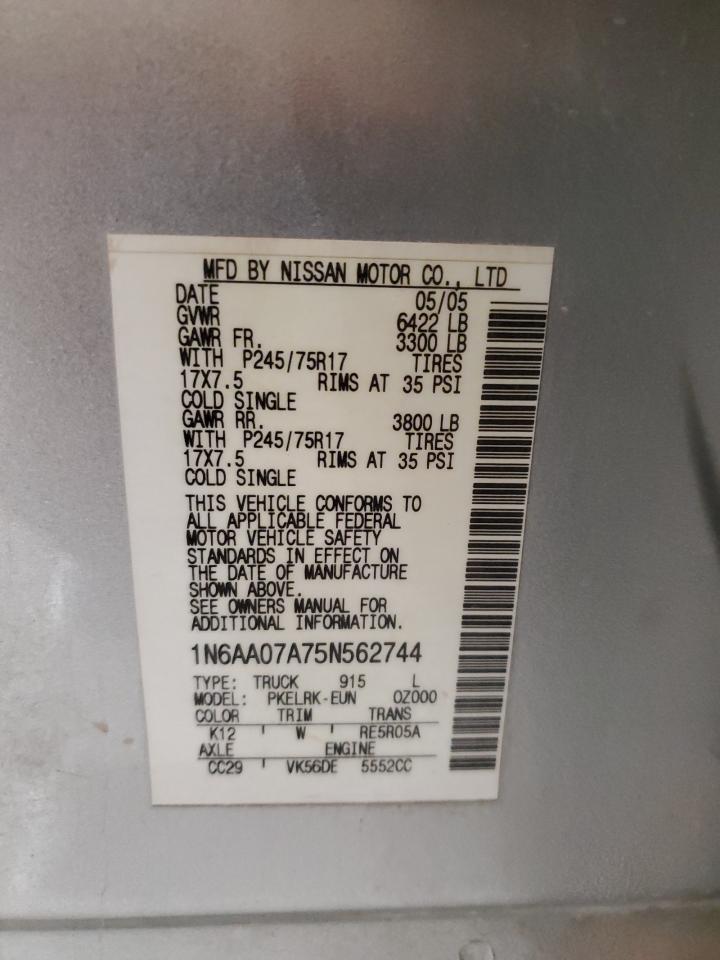 MFD BY NISSAN MOTOR CO., LTD
DATE 05/05
GVWR 6422 LB
GAWR FR. 3300 LB
WITH P245/75R17 TIRES
17X7.5 RIMS AT 35 PSI
COLD SINGLE
GAWR RR. 3800 LB
WITH P245/75R17 TIRES
17X7.5 RIMS AT 35 PSI
COLD SINGLE
THIS VEHICLE CONFORMS TO
ALL APPLICABLE FEDERAL
MOTOR VEHICLE SAFETY
STANDARDS IN EFFECT ON
THE DATE OF MANUFACTURE
SHOWN ABOVE.
SEE OWNERS MANUAL FOR
ADDITIONAL INFORMATION.
1N6AA07A75N562744
TYPE: TRUCK 915 L
MODEL: PKELRK-EUN 0Z000
COLOR TRIM TRANS
K12 W RE5R05A
AXLE ENGINE
CC29 VK56DE 5552CC